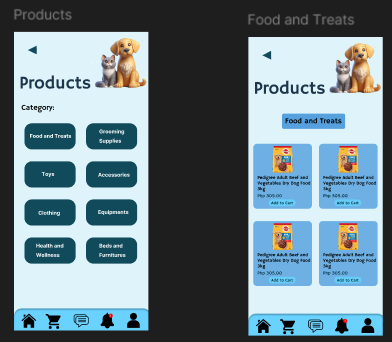 Products
Products
Category:
Food and Treats
Grooming
Supplies
Toys
Accessories
Clothing
Equipments
Health and
Wellness
Beds and
Furnitures
Food and Treats
Products
Food and Treats
Pedigree Adult Beef and
Vegetables Dry Dog Food
3kg
Php 305.00
Add to Cart
Pedigree Adult Beef and
Vegetables Dry Dog Food
3kg
Php 305.00
Add to Cart
Pedigree Adult Beef and
Vegetables Dry Dog Food
3kg
Php 305.00
Add to Cart
Pedigree Adult Beef and
Vegetables Dry Dog Food
3kg
Php 305.00
Add to Cart